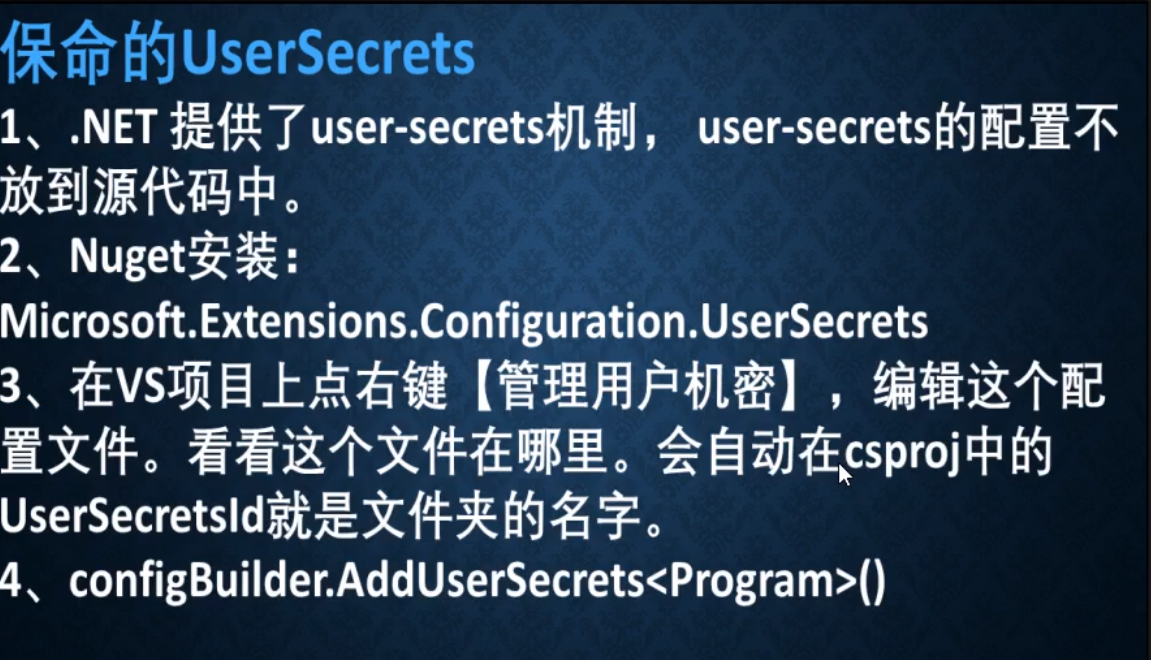 保命的UserSecrets
1、.NET 提供了user-secrets机制， user-secrets的配置不
放到源代码中。
2、Nuget安装：
Microsoft.Extensions.Configuration.UserSecrets
3、在VS项目上点右键【管理用户机密】，编辑这个配
置文件。看看这个文件在哪里。会自动在csproj中的
UserSecretsId就是文件夹的名字。
4、configBuilder.AddUserSecrets<Program>()